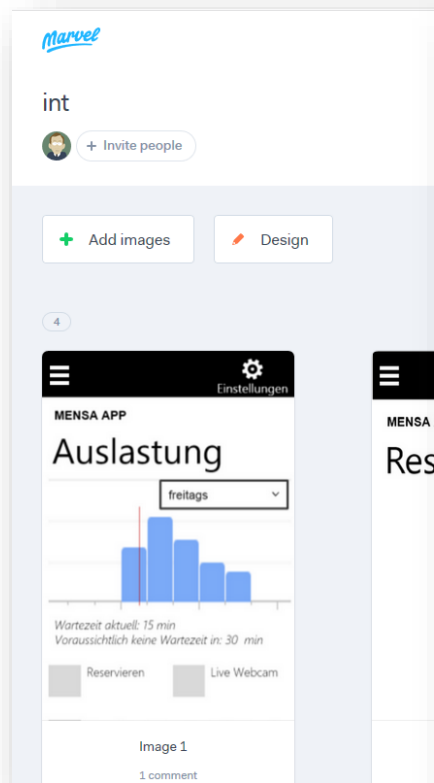 Marvel
int
+ Invite people
Add images
Design
4
Einstellungen
MENSA APP
Auslastung
freitags
Wartezeit aktuell: 15 min
Voraussichtlich keine Wartezeit in: 30 min
Reservieren Live Webcam
Image 1
1 comment
MENSA
Res